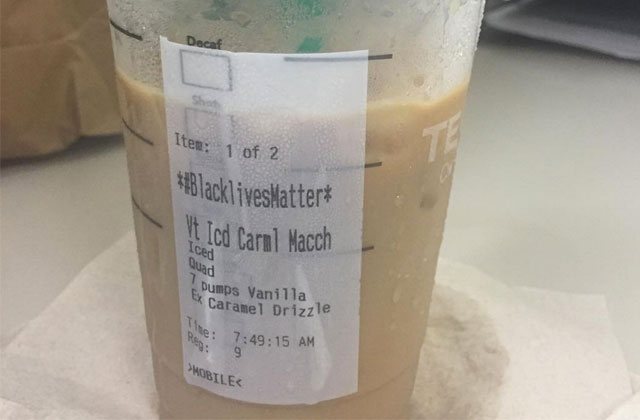 Decaf
Shots
Item: 1 of 2
*#BlacklivesMatter*
Vt Icd Carml Macch
Iced
Quad
7 pumps Vanilla
Ex Caramel Drizzle
Time: 7:49:15 AM
Reg: 9
>MOBILE<
TE